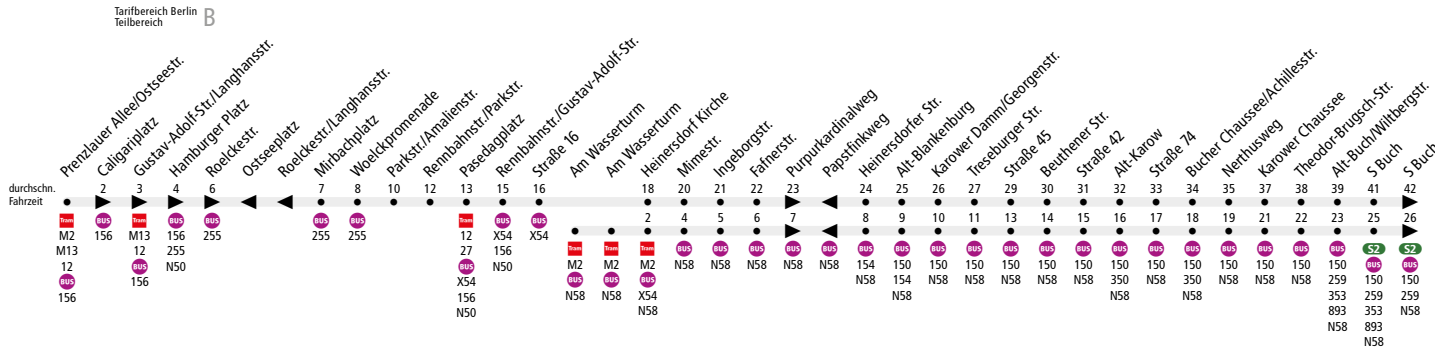 Tarifbereich Berlin
Teilbereich
B
Prenzlauer Allee/Ostseestr.
Caligariplatz
Gustav-Adolf-Str./Langhansstr.
Hamburger Platz
Roelckestr.
Ostseeplatz
Roelckestr./Langhansstr.
Mirbachplatz
Woelckpromenade
Parkstr./Amalienstr.
Rennbahnstr./Parkstr.
Pasedagplatz
Rennbahnstr./Gustav-Adolf-Str.
Straße 16
Am Wasserturm
Am Wasserturm
Heinersdorf Kirche
Mimestr.
Ingeborgstr.
Fafnerstr.
Purpurkardinalweg
Papstfinkweg
Heinersdorfer Str.
Alt-Blankenburg
Karower Damm/Georgenstr.
Treseburger Str.
Straße 45
Beuthener Str.
Straße 42
Alt-Karow
Straße 74
Bucher Chaussee/Achillesstr.
Nerthusweg
Karower Chaussee
Theodor-Brugsch-Str.
Alt-Buch/Wiltbergstr.
S Buch
S Buch
durchschn. 2 3 4 6 7 8 10 12 13 15 16 18 20 21 22 23 24 25 26 27 29 30 31 32 33 34 35 37 38 39 41 42
Fahrzeit
2 4 5 6 7 8 9 10 11 13 14 15 16 17 18 19 21 22 23 25 26
Tram
M2
M13
12
BUS
156
BUS
156
Tram
M13
12
BUS
156
BUS
156
255
N50
BUS
255
BUS
255
BUS
255
Tram
12
27
BUS
X54
156
N50
BUS
X54
156
N50
BUS
X54
Tram
M2
BUS
N58
Tram
M2
BUS
N58
Tram
M2
BUS
X54
N58
BUS
N58
BUS
N58
BUS
N58
BUS
N58
BUS
N58
BUS
154
N58
BUS
150
154
N58
BUS
150
N58
BUS
150
N58
BUS
150
N58
BUS
150
N58
BUS
150
N58
BUS
150
350
N58
BUS
150
N58
BUS
150
350
N58
BUS
150
N58
BUS
150
N58
BUS
150
N58
BUS
150
259
353
893
N58
S2
BUS
150
259
353
893
N58
S2
BUS
150
259
N58